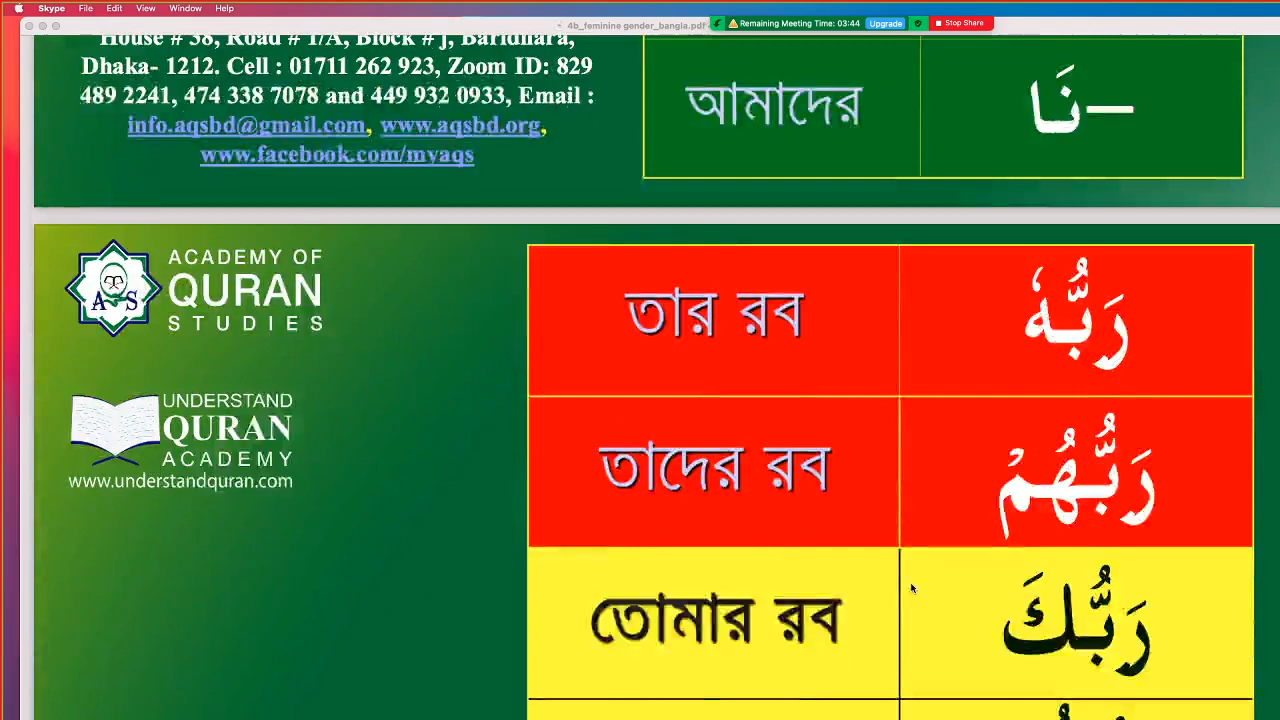 Skype File Edit View Window Help
4b_feminine gender_bangla.pdf
Remaining Meeting Time: 03:44 Upgrade Stop Share
House # 58, Road # 1/A, Block # J, Baridhara,
Dhaka- 1212. Cell : 01711 262 923, Zoom ID: 829
489 2241, 474 338 7078 and 449 932 0933, Email :
info.aqsbd@gmail.com, www.aqsbd.org,
www.facebook.com/myaqs
আমাদের –نَا
ACADEMY OF
QURAN
STUDIES
A S
UNDERSTAND
QURAN
ACADEMY
www.understandquran.com
তার রব رَبُّهٗ
তাদের রব رَبُّهُمْ
তোমার রব رَبُّكَ